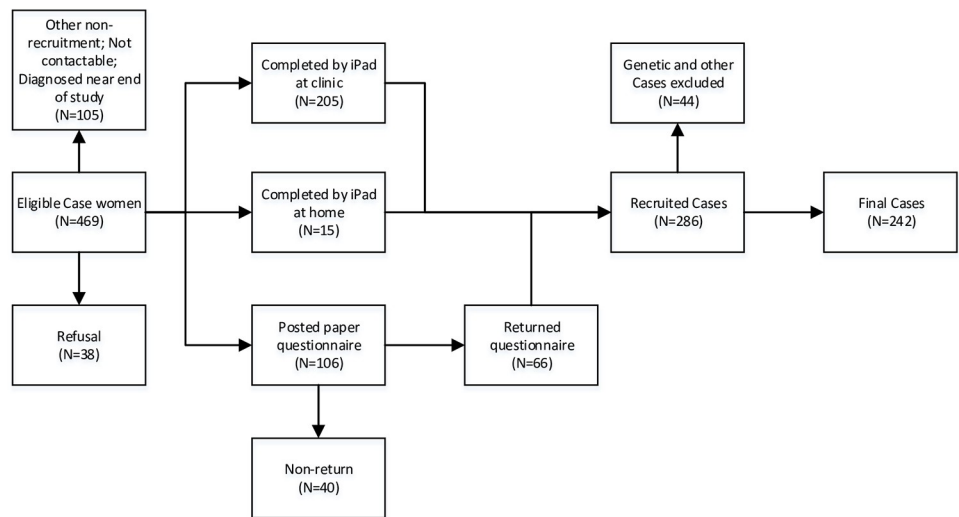 Other non-
recruitment; Not
contactable;
Diagnosed near end
of study
(N=105)
Completed by iPad
at clinic
(N=205)
Genetic and other
Cases excluded
(N=44)
Eligible Case women
(N=469)
Completed by iPad
at home
(N=15)
Recruited Cases
(N=286)
Final Cases
(N=242)
Refusal
(N=38)
Posted paper
questionnaire
(N=106)
Returned
questionnaire
(N=66)
Non-return
(N=40)